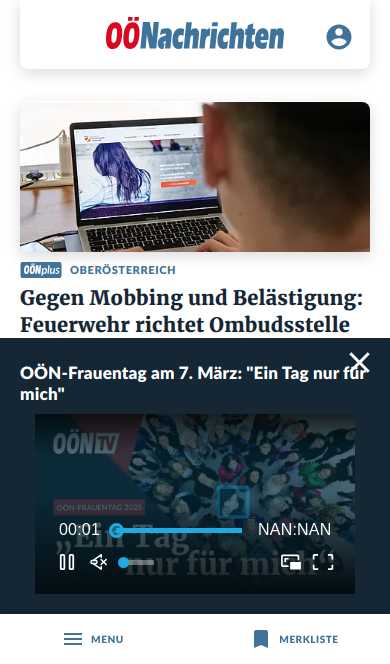 OÖNachrichten
OÖNplus OBERÖSTERREICH
Gegen Mobbing und Belästigung:
Feuerwehr richtet Ombudsstelle
OÖN-Frauentag am 7. März: "Ein Tag nur für
mich"
OÖN TV
OÖN-FRAUENTAG 2025
00:01
NAN:NAN
„Ein Tag
nur für mich“
MENU
MERKLISTE